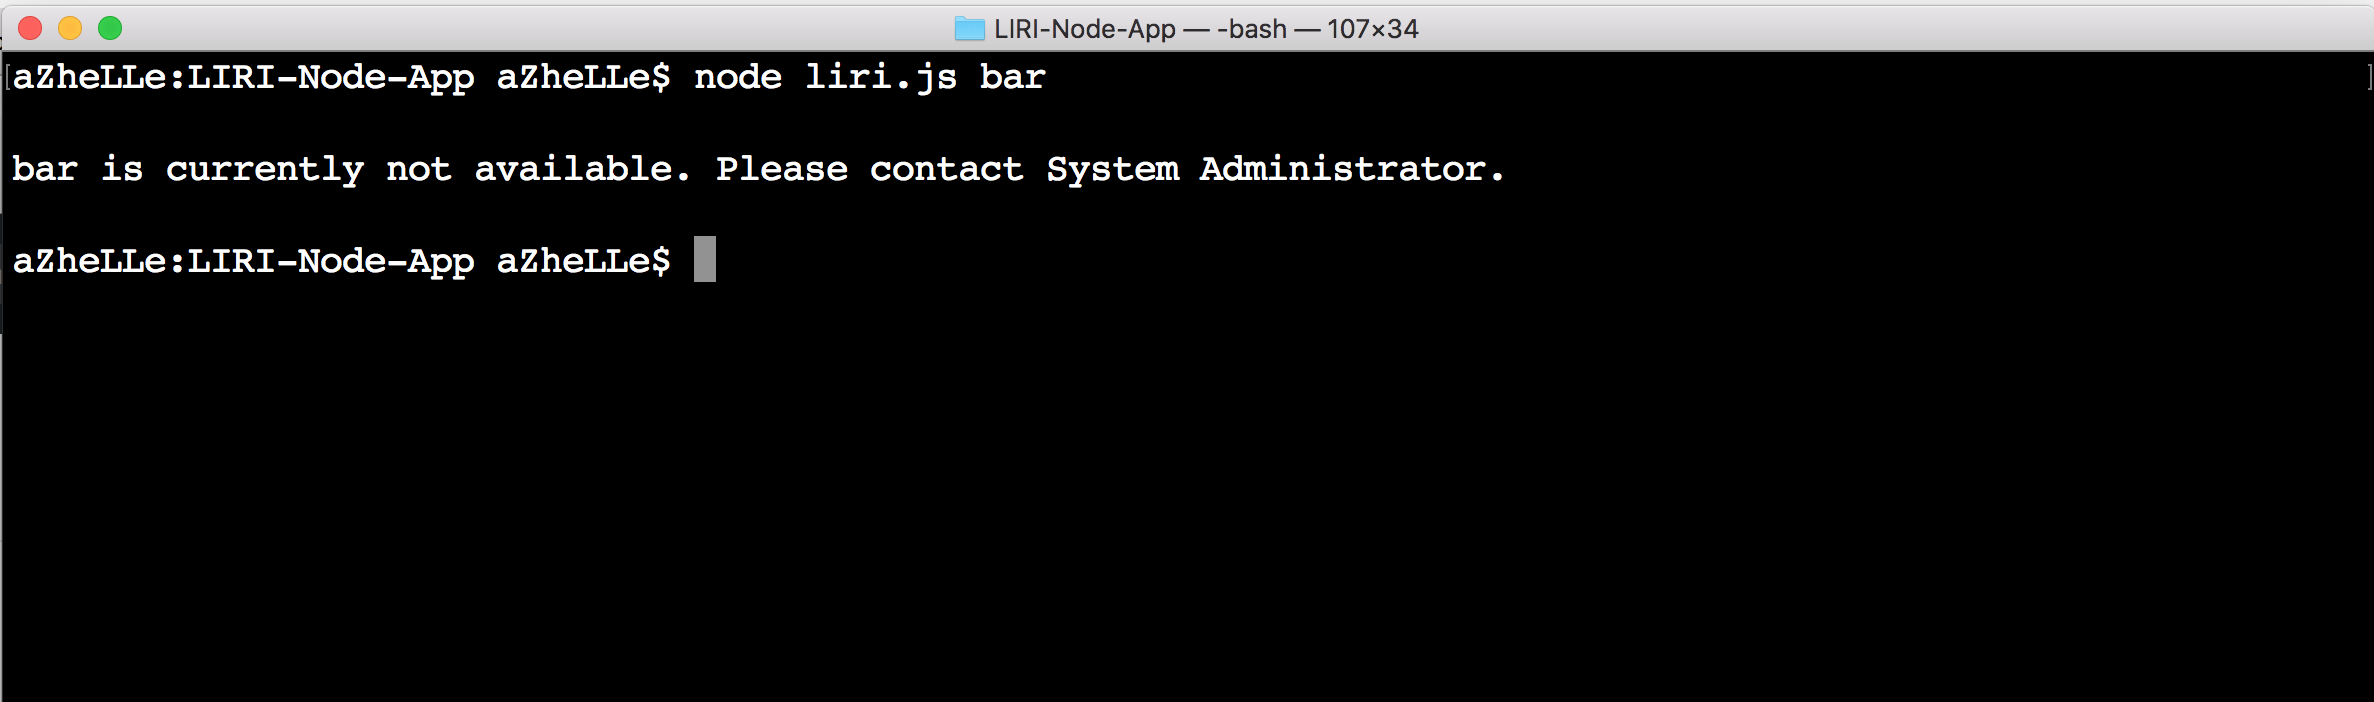 LIRI-Node-App — -bash — 107×34
[aZheLLe:LIRI-Node-App aZheLLe$ node liri.js bar ]
bar is currently not available. Please contact System Administrator.
aZheLLe:LIRI-Node-App aZheLLe$